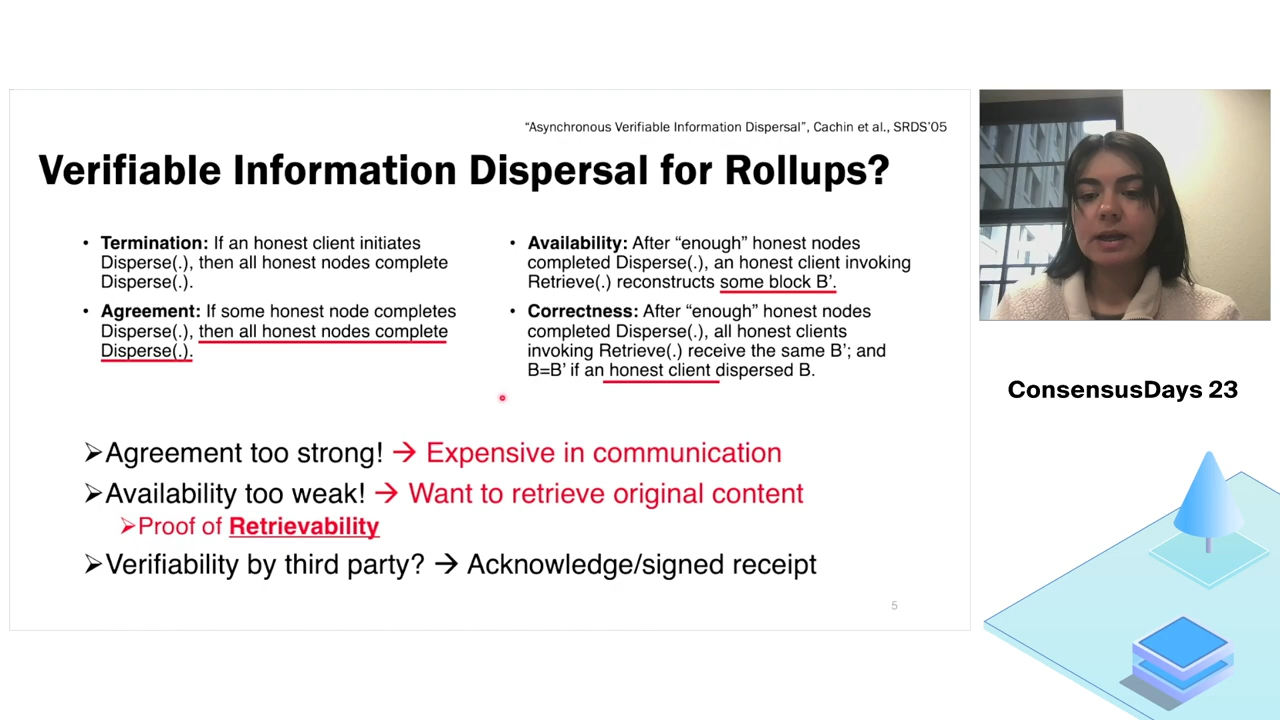 “Asynchronous Verifiable Information Dispersal”, Cachin et al., SRDS’05
Verifiable Information Dispersal for Rollups?
• Termination: If an honest client initiates
Disperse(.), then all honest nodes complete
Disperse(.).
• Agreement: If some honest node completes
Disperse(.), then all honest nodes complete
Disperse(.).
• Availability: After “enough” honest nodes
completed Disperse(.), an honest client invoking
Retrieve(.) reconstructs some block B’.
• Correctness: After “enough” honest nodes
completed Disperse(.), all honest clients
invoking Retrieve(.) receive the same B’; and
B=B’ if an honest client dispersed B.
➢Agreement too strong! → Expensive in communication
➢Availability too weak! → Want to retrieve original content
➢Proof of Retrievability
➢Verifiability by third party? → Acknowledge/signed receipt
5
ConsensusDays 23